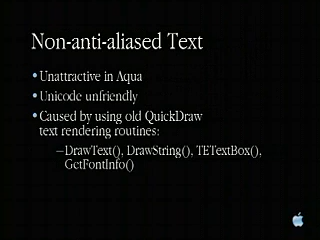 Non-anti-aliased Text
• Unattractive in Aqua
• Unicode unfriendly
• Caused by using old QuickDraw
text rendering routines:
– DrawText(), DrawString(), TETextBox(),
GetFontInfo()